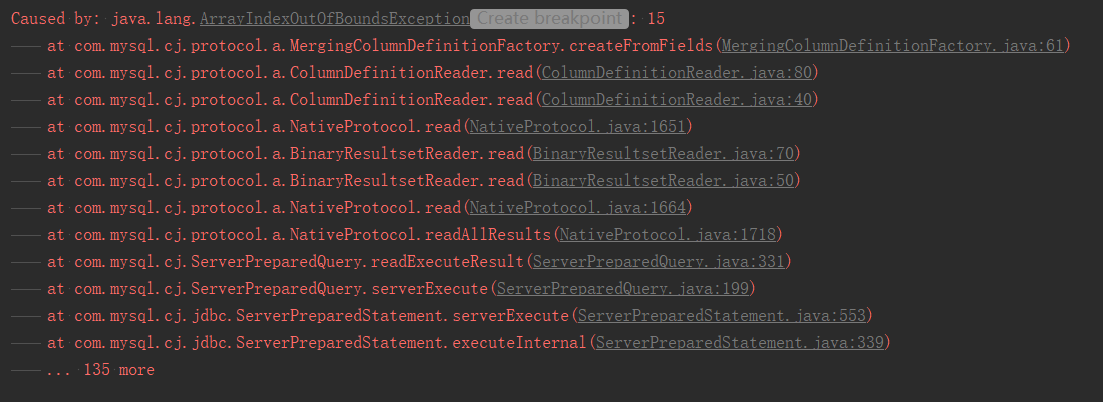 Caused by: java.lang.ArrayIndexOutOfBoundsException Create breakpoint : 15
at com.mysql.cj.protocol.a.MergingColumnDefinitionFactory.createFromFields(MergingColumnDefinitionFactory.java:61)
at com.mysql.cj.protocol.a.ColumnDefinitionReader.read(ColumnDefinitionReader.java:80)
at com.mysql.cj.protocol.a.ColumnDefinitionReader.read(ColumnDefinitionReader.java:40)
at com.mysql.cj.protocol.a.NativeProtocol.read(NativeProtocol.java:1651)
at com.mysql.cj.protocol.a.BinaryResultsetReader.read(BinaryResultsetReader.java:70)
at com.mysql.cj.protocol.a.BinaryResultsetReader.read(BinaryResultsetReader.java:50)
at com.mysql.cj.protocol.a.NativeProtocol.read(NativeProtocol.java:1664)
at com.mysql.cj.protocol.a.NativeProtocol.readAllResults(NativeProtocol.java:1718)
at com.mysql.cj.ServerPreparedQuery.readExecuteResult(ServerPreparedQuery.java:331)
at com.mysql.cj.ServerPreparedQuery.serverExecute(ServerPreparedQuery.java:199)
at com.mysql.cj.jdbc.ServerPreparedStatement.serverExecute(ServerPreparedStatement.java:553)
at com.mysql.cj.jdbc.ServerPreparedStatement.executeInternal(ServerPreparedStatement.java:339)
... 135 more